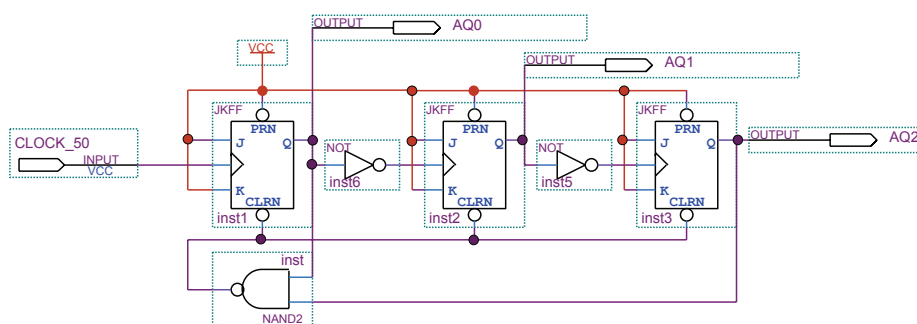 OUTPUT AQ0
VCC
OUTPUT AQ1
JKFF
JKFF
JKFF
CLOCK_50
INPUT
VCC
PRN
J Q
K
CLRN
inst1
NOT
inst6
PRN
J Q
K
CLRN
inst2
NOT
inst5
PRN
J Q
K
CLRN
inst3
OUTPUT AQ2
inst
NAND2